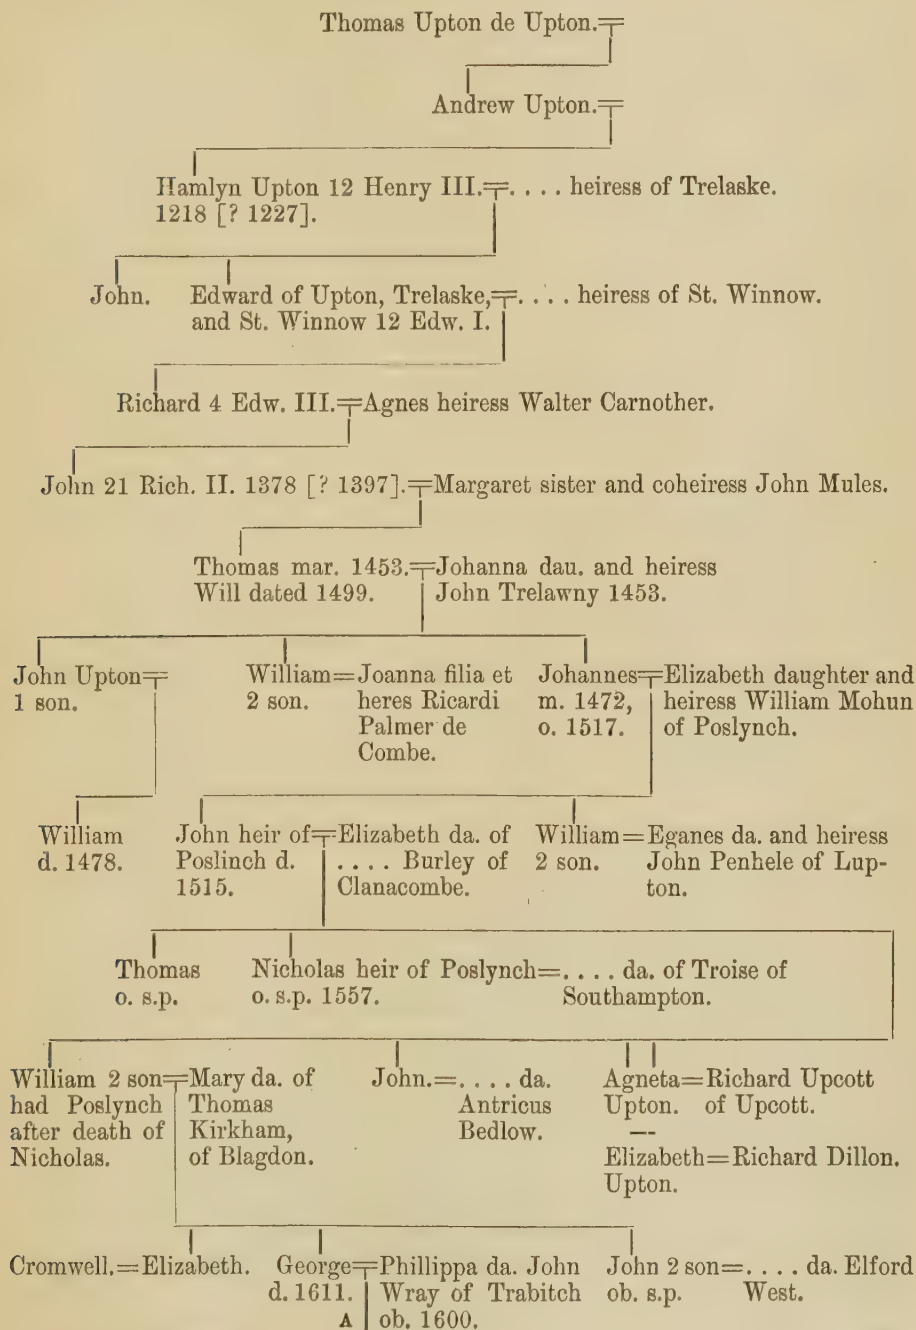 Thomas Upton de Upton.=
Andrew Upton.=
Hamlyn Upton 12 Henry III.=. . . . heiress of Trelaske.
1218 [? 1227].
John. Edward of Upton, Trelaske,=. . . . heiress of St. Winnow.
and St. Winnow 12 Edw. I.
Richard 4 Edw. III.=Agnes heiress Walter Carnother.
John 21 Rich. II. 1378 [? 1397].=Margaret sister and coheiress John Mules.
Thomas mar. 1453.=Johanna dau. and heiress
Will dated 1499. John Trelawny 1453.
John Upton=
1 son.
William=Joanna filia et
2 son. heres Ricardi
Palmer de
Combe.
Johannes=Elizabeth daughter and
m. 1472, heiress William Mohun
o. 1517. of Poslynch.
William
d. 1478.
John heir of=Elizabeth da. of
Poslinch d. . . . . Burley of
1515. Clanacombe.
William=Eganes da. and heiress
2 son. John Penhele of Lup-
ton.
Thomas
o. s.p.
Nicholas heir of Poslynch=. . . . da. of Troise of
o. s.p. 1557. Southampton.
William 2 son=Mary da. of
had Poslynch Thomas
after death of Kirkham,
Nicholas. of Blagdon.
John.=. . . . da.
Antricus
Bedlow.
Agneta=Richard Upcott
Upton. of Upcott.
—
Elizabeth=Richard Dillon.
Upton.
Cromwell.=Elizabeth.
George=Phillippa da. John
d. 1611. Wray of Trabitch
A ob. 1600.
John 2 son=. . . . da. Elford
ob. s.p. West.